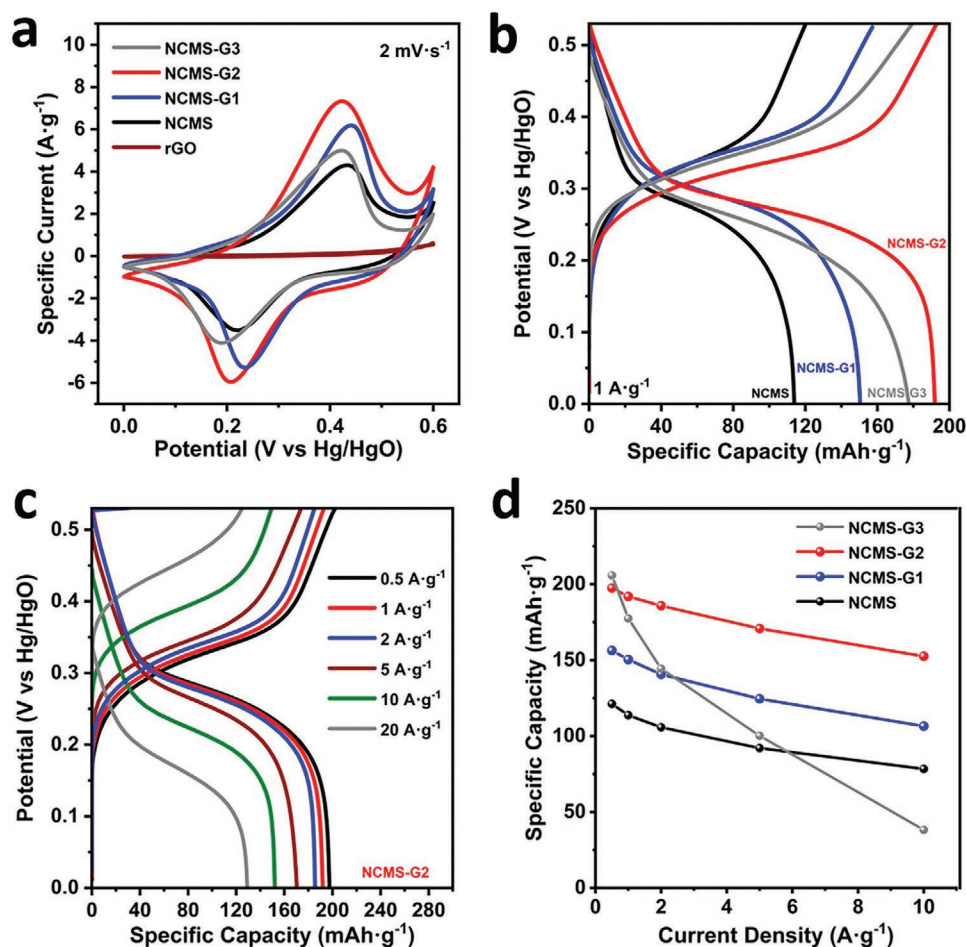 a
10
8
6
4
2
0
-2
-4
-6
Specific Current (A·g⁻¹)
NCMS-G3
NCMS-G2
NCMS-G1
NCMS
rGO
2 mV·s⁻¹
0.0 0.2 0.4 0.6
Potential (V vs Hg/HgO)
b
0.5
0.4
0.3
0.2
0.1
0.0
Potential (V vs Hg/HgO)
NCMS-G2
NCMS-G1
NCMS
NCMS-G3
1 A·g⁻¹
0 40 80 120 160 200
Specific Capacity (mAh·g⁻¹)
c
0.5
0.4
0.3
0.2
0.1
0.0
Potential (V vs Hg/HgO)
0.5 A·g⁻¹
1 A·g⁻¹
2 A·g⁻¹
5 A·g⁻¹
10 A·g⁻¹
20 A·g⁻¹
NCMS-G2
0 40 80 120 160 200 240 280
Specific Capacity (mAh·g⁻¹)
d
250
200
150
100
50
0
Specific Capacity (mAh·g⁻¹)
NCMS-G3
NCMS-G2
NCMS-G1
NCMS
0 2 4 6 8 10
Current Density (A·g⁻¹)